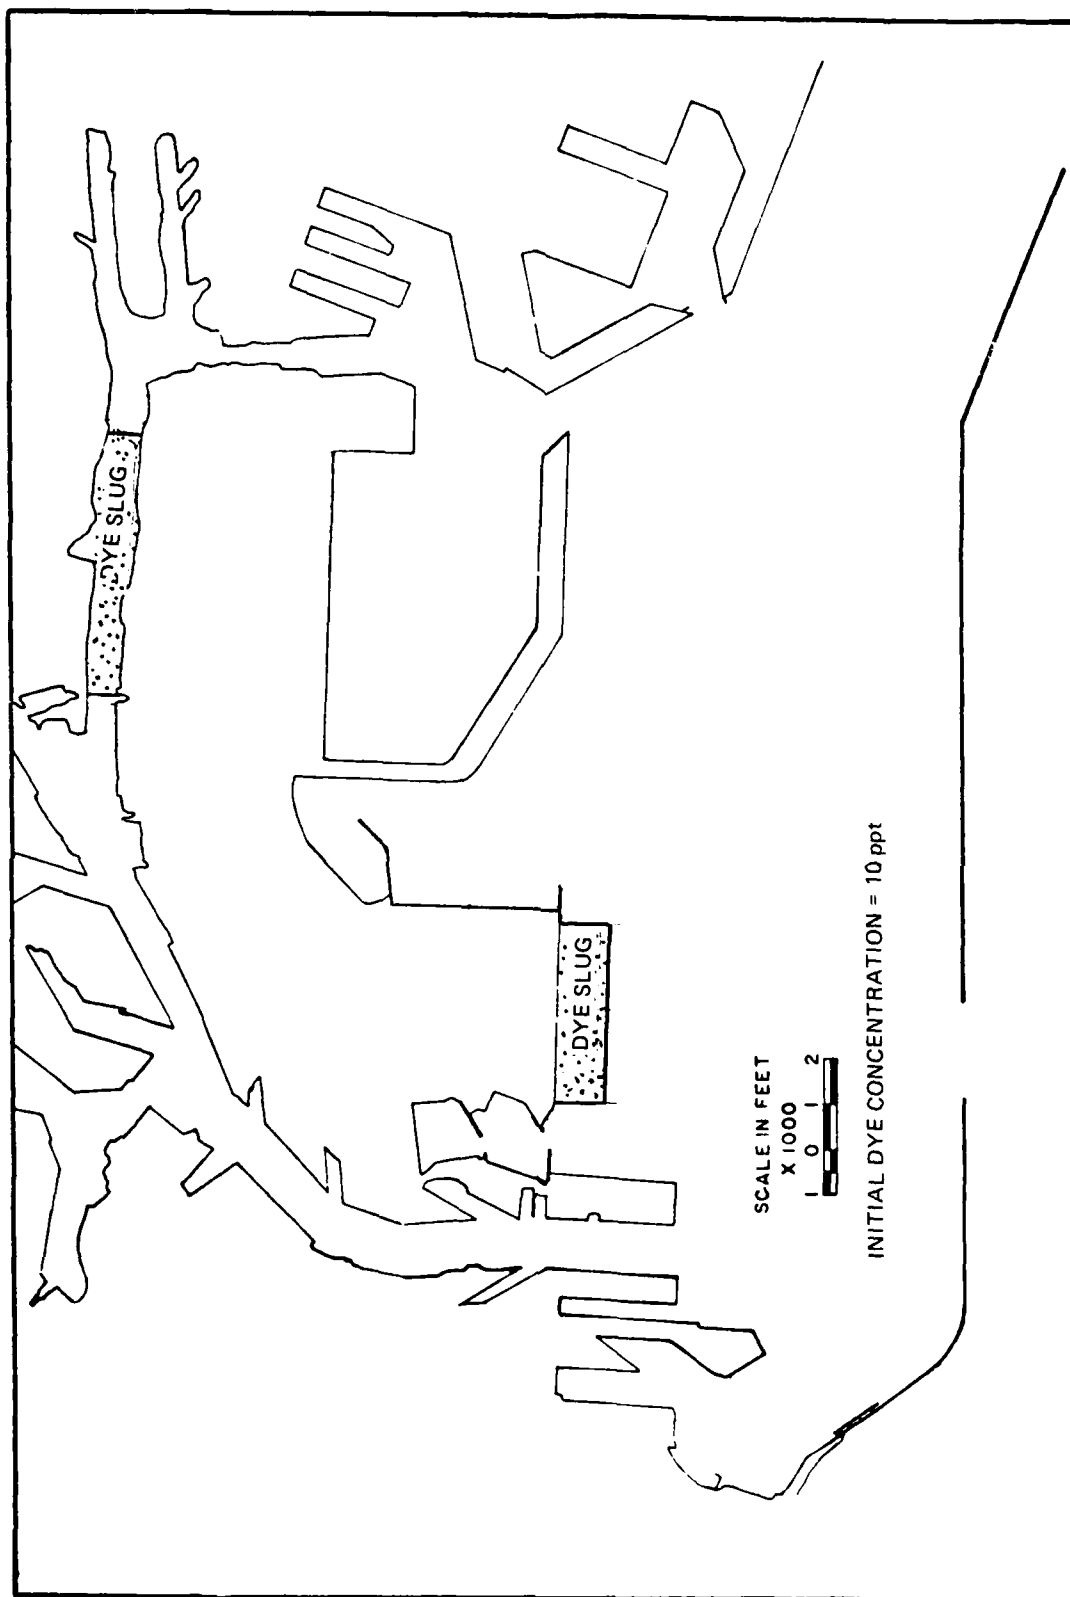 DYE SLUG
DYE SLUG
SCALE IN FEET
X 1000
1 0 1 2
INITIAL DYE CONCENTRATION = 10 ppt